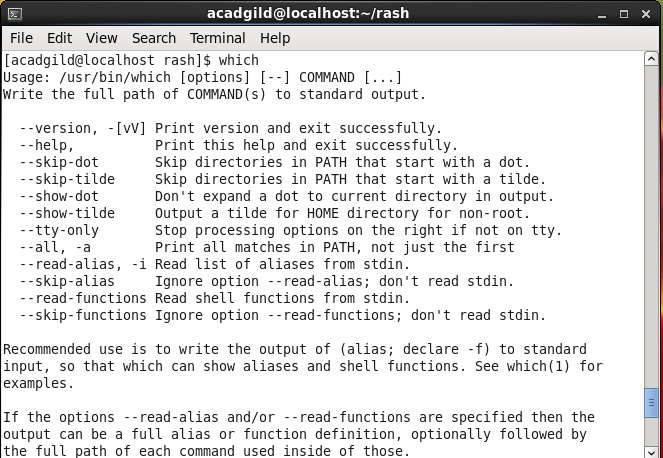 acadgild@localhost:~/rash
File Edit View Search Terminal Help
[acadgild@localhost rash]$ which
Usage: /usr/bin/which [options] [--] COMMAND [...]
Write the full path of COMMAND(s) to standard output.
--version, -[vV] Print version and exit successfully.
--help, Print this help and exit successfully.
--skip-dot Skip directories in PATH that start with a dot.
--skip-tilde Skip directories in PATH that start with a tilde.
--show-dot Don't expand a dot to current directory in output.
--show-tilde Output a tilde for HOME directory for non-root.
--tty-only Stop processing options on the right if not on tty.
--all, -a Print all matches in PATH, not just the first
--read-alias, -i Read list of aliases from stdin.
--skip-alias Ignore option --read-alias; don't read stdin.
--read-functions Read shell functions from stdin.
--skip-functions Ignore option --read-functions; don't read stdin.
Recommended use is to write the output of (alias; declare -f) to standard
input, so that which can show aliases and shell functions. See which(1) for
examples.
If the options --read-alias and/or --read-functions are specified then the
output can be a full alias or function definition, optionally followed by
the full path of each command used inside of those.